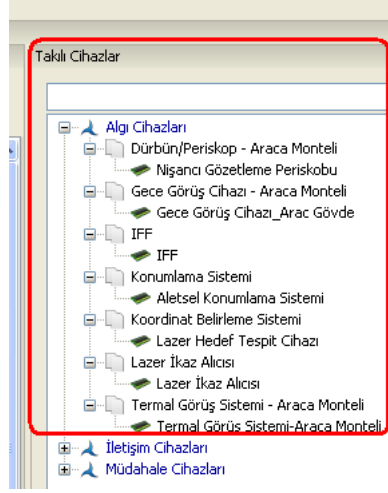 Takılı Cihazlar
Algı Cihazları
Dürbün/Periskop - Araca Monteli
Nişancı Gözetleme Periskobu
Gece Görüş Cihazı - Araca Monteli
Gece Görüş Cihazı_Arac Gövde
IFF
IFF
Konumlama Sistemi
Aletsel Konumlama Sistemi
Koordinat Belirleme Sistemi
Lazer Hedef Tespit Cihazı
Lazer İkaz Alıcısı
Lazer İkaz Alıcısı
Termal Görüş Sistemi - Araca Monteli
Termal Görüş Sistemi-Araca Monteli
İletişim Cihazları
Müdahale Cihazları